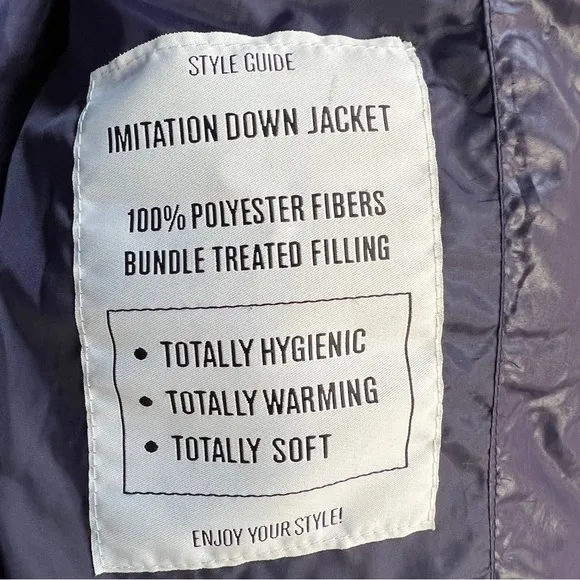 STYLE GUIDE
IMITATION DOWN JACKET
100% POLYESTER FIBERS
BUNDLE TREATED FILLING
• TOTALLY HYGIENIC
• TOTALLY WARMING
• TOTALLY SOFT
ENJOY YOUR STYLE!